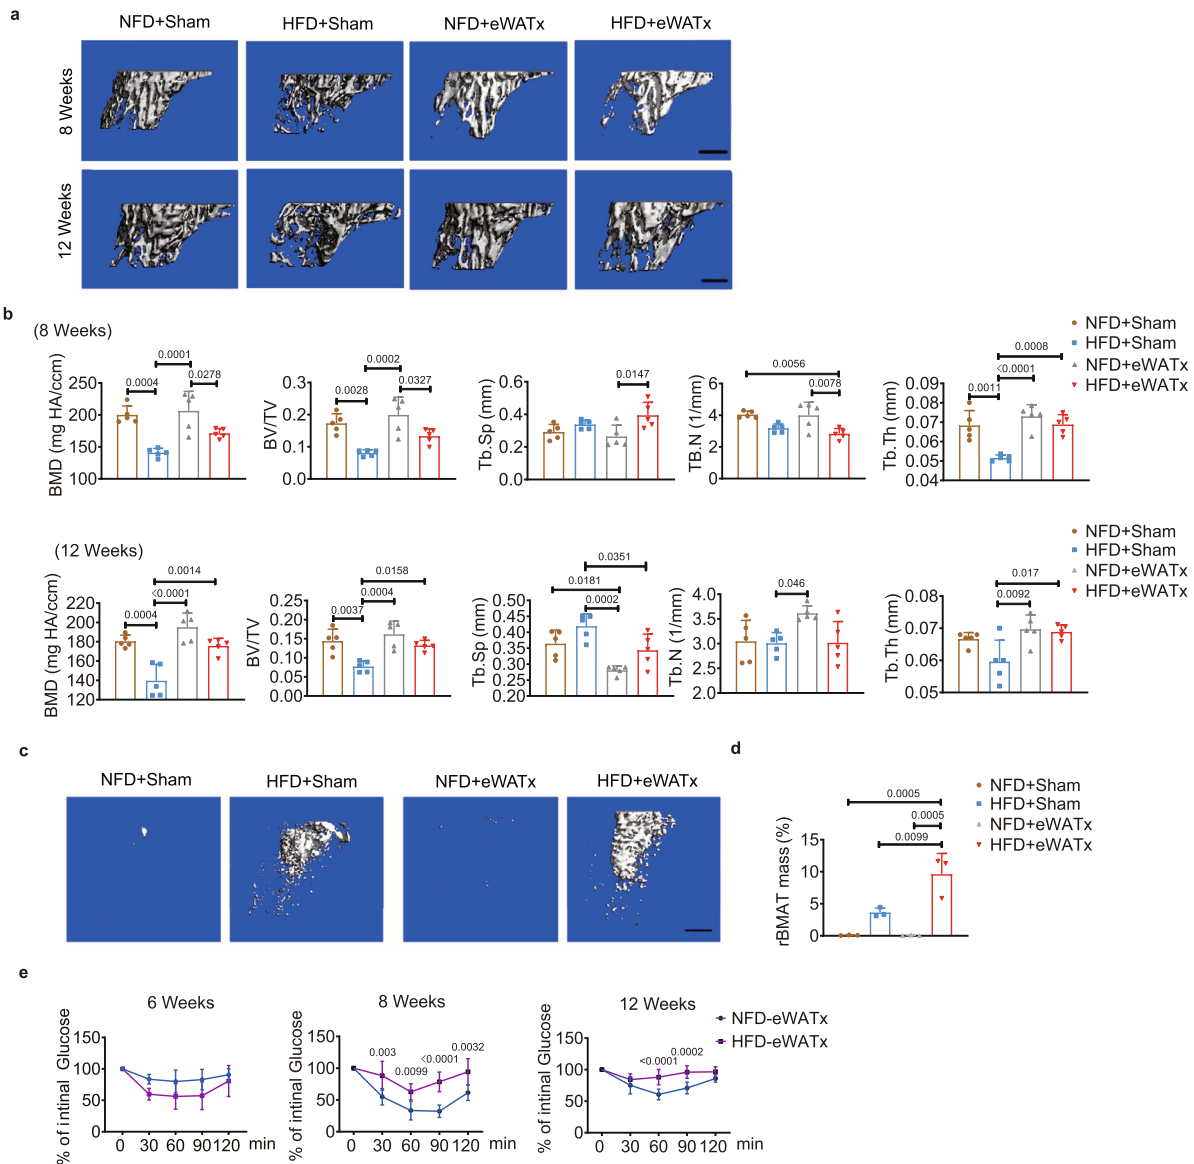 a
NFD+Sham HFD+Sham NFD+eWATx HFD+eWATx
8 Weeks
12 Weeks
b
(8 Weeks)
NFD+Sham
HFD+Sham
NFD+eWATx
HFD+eWATx
BMD (mg HA/ccm)
250
200
150
100
0.0004
0.0001
0.0278
BV/TV
0.3
0.2
0.1
0.0
0.0028
0.0002
0.0327
Tb.Sp (mm)
0.6
0.4
0.2
0.0
0.0147
TB.N (1/mm)
6
4
2
0
0.0056
0.0078
Tb.Th (mm)
0.09
0.08
0.07
0.06
0.05
0.04
0.0011
<0.0001
0.0008
(12 Weeks)
NFD+Sham
HFD+Sham
NFD+eWATx
HFD+eWATx
BMD (mg HA/ccm)
220
200
180
160
140
120
0.0004
<0.0001
0.0014
BV/TV
0.25
0.20
0.15
0.10
0.05
0.00
0.0037
0.0004
0.0158
Tb.Sp (mm)
0.50
0.45
0.40
0.35
0.30
0.25
0.20
0.0181
0.0351
0.0002
Tb.N (1/mm)
4.0
3.5
3.0
2.5
2.0
0.046
Tb.Th (mm)
0.08
0.07
0.06
0.05
0.017
0.0092
c
NFD+Sham HFD+Sham NFD+eWATx HFD+eWATx
d
NFD+Sham
HFD+Sham
NFD+eWATx
HFD+eWATx
rBMAT mass (%)
15
10
5
0
0.0005
0.0005
0.0099
e
6 Weeks
% of intinal Glucose
150
100
50
0
0 30 60 90 120 min
8 Weeks
% of intinal Glucose
150
100
50
0
0.003
0.0099
<0.0001
0.0032
0 30 60 90 120 min
12 Weeks
% of intinal Glucose
150
100
50
0
<0.0001
0.0002
0 30 60 90 120 min
NFD-eWATx
HFD-eWATx